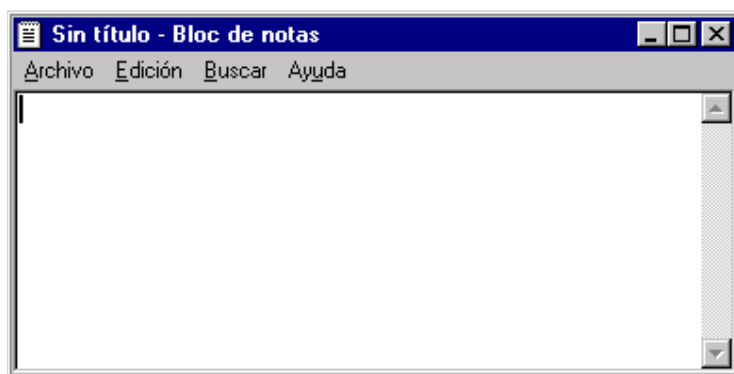 Sin título - Bloc de notas
Archivo Edición Buscar Ayuda